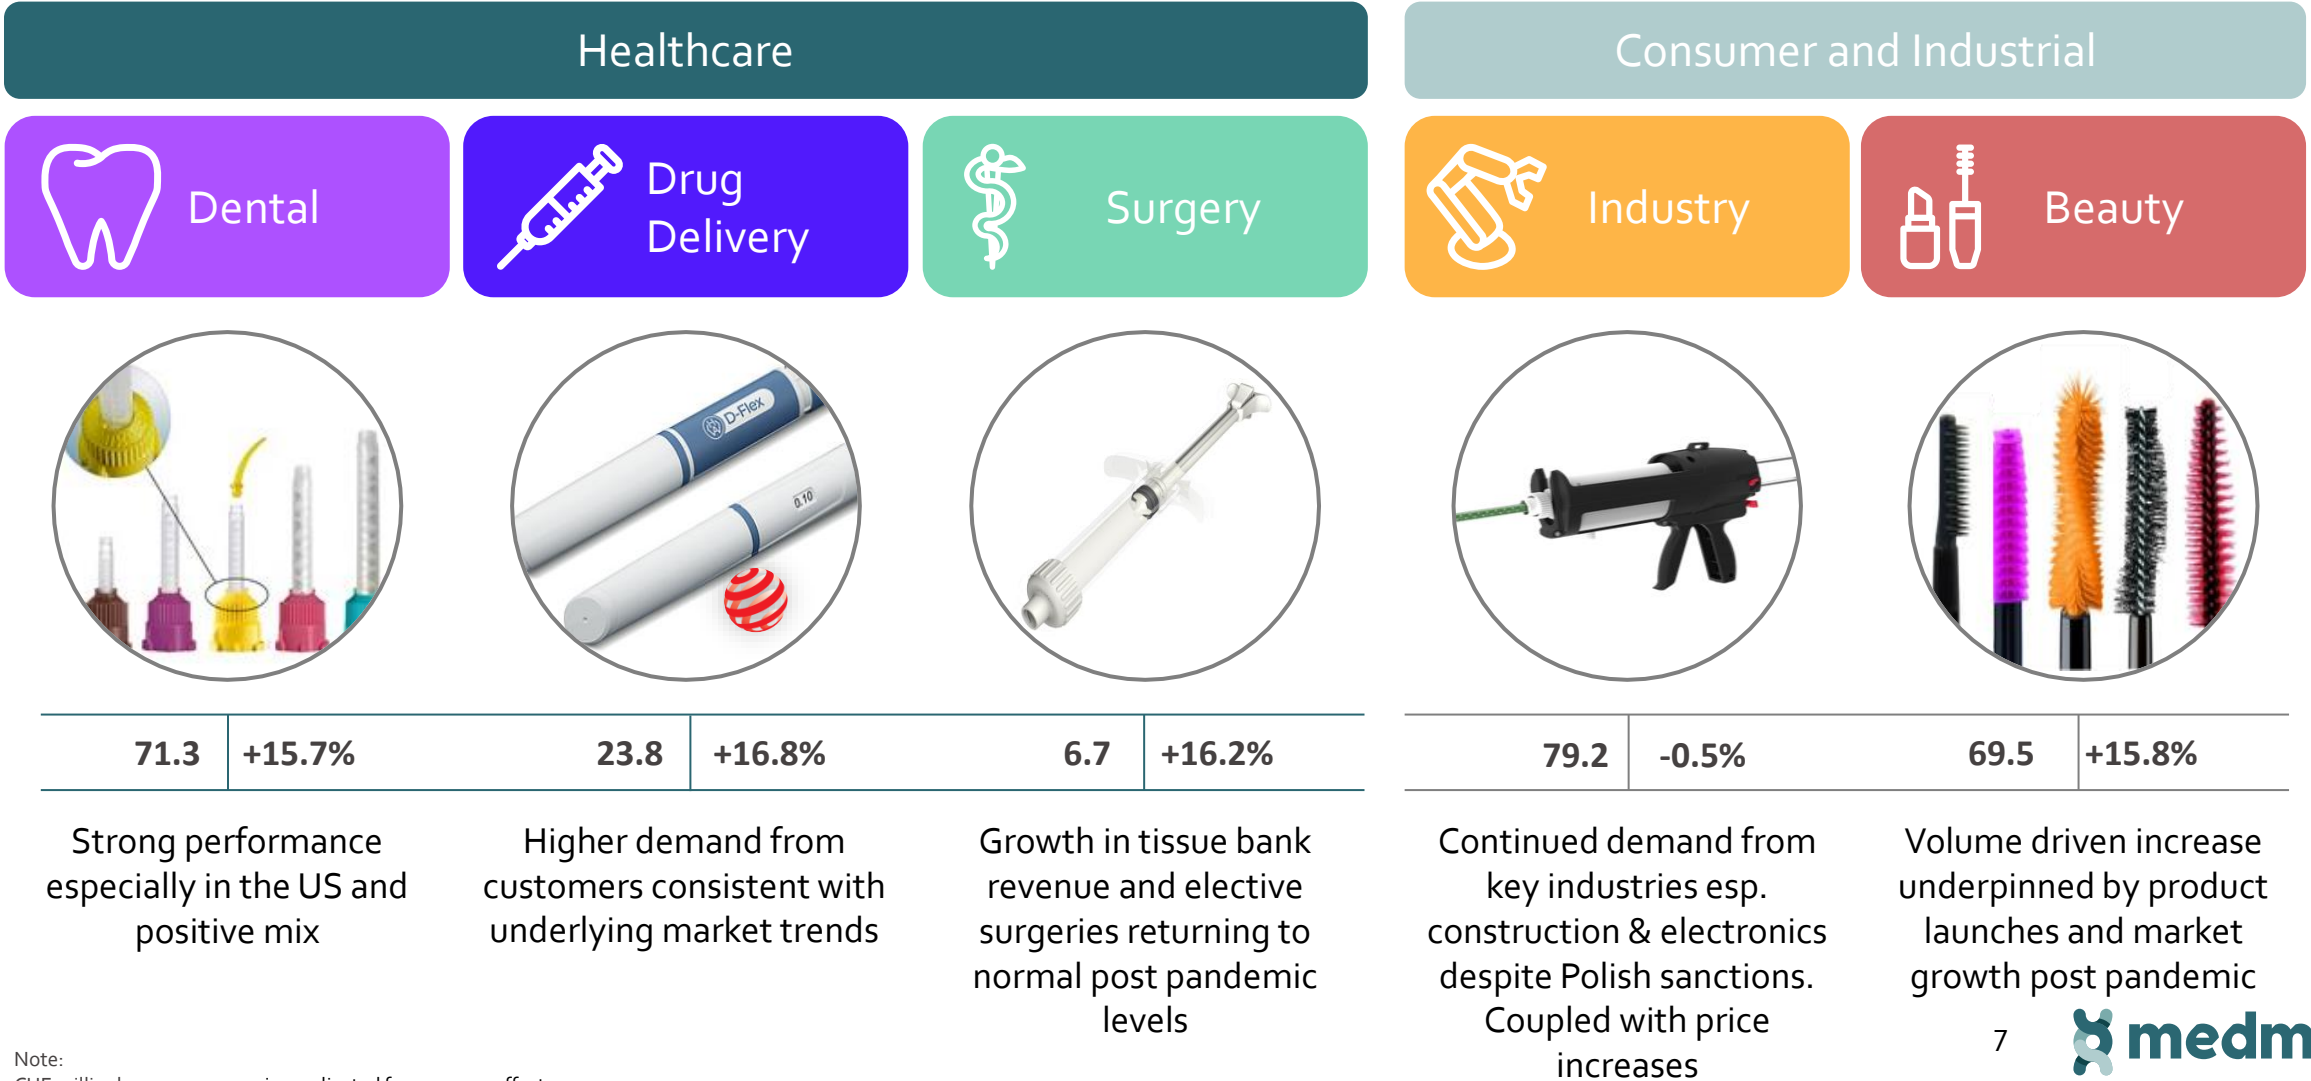 Healthcare
Consumer and Industrial
Dental
Drug
Delivery
Surgery
Industry
Beauty
D-Flex
0.10
71.3 +15.7%
23.8 +16.8%
6.7 +16.2%
79.2 -0.5%
69.5 +15.8%
Strong performance
especially in the US and
positive mix
Higher demand from
customers consistent with
underlying market trends
Growth in tissue bank
revenue and elective
surgeries returning to
normal post pandemic
levels
Continued demand from
key industries esp.
construction & electronics
despite Polish sanctions.
Coupled with price
increases
Volume driven increase
underpinned by product
launches and market
growth post pandemic
Note:
7
medm